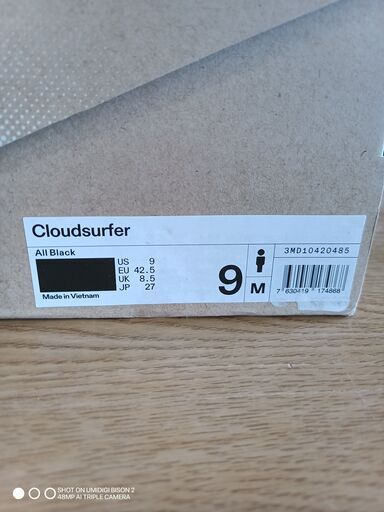 Cloudsurfer
All Black
US 9
EU 42.5
UK 8.5
JP 27
Made in Vietnam
9
M
3MD10420485
7 630419 174868
SHOT ON UMIDIGI BISON 2
48MP AI TRIPLE CAMERA